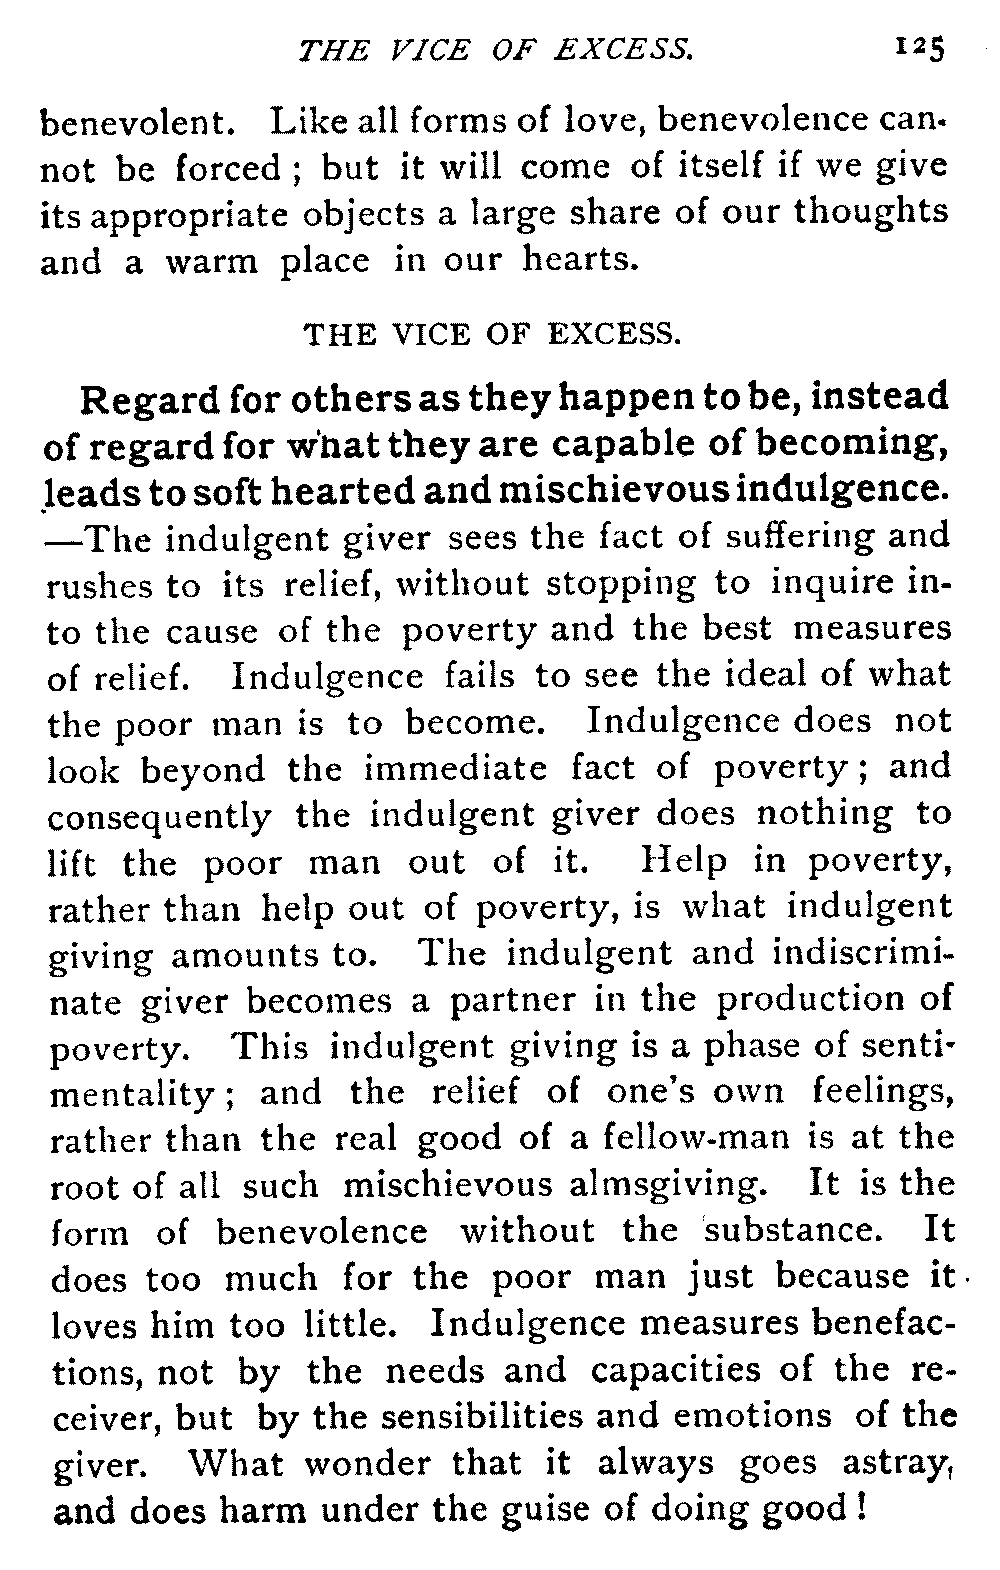 THE VICE OF EXCESS. 125
benevolent. Like all forms of love, benevolence can-
not be forced ; but it will come of itself if we give
its appropriate objects a large share of our thoughts
and a warm place in our hearts.
THE VICE OF EXCESS.
Regard for others as they happen to be, instead
of regard for what they are capable of becoming,
leads to soft hearted and mischievous indulgence.
—The indulgent giver sees the fact of suffering and
rushes to its relief, without stopping to inquire in-
to the cause of the poverty and the best measures
of relief. Indulgence fails to see the ideal of what
the poor man is to become. Indulgence does not
look beyond the immediate fact of poverty ; and
consequently the indulgent giver does nothing to
lift the poor man out of it. Help in poverty,
rather than help out of poverty, is what indulgent
giving amounts to. The indulgent and indiscrimi-
nate giver becomes a partner in the production of
poverty. This indulgent giving is a phase of senti-
mentality ; and the relief of one's own feelings,
rather than the real good of a fellow-man is at the
root of all such mischievous almsgiving. It is the
form of benevolence without the substance. It
does too much for the poor man just because it
loves him too little. Indulgence measures benefac-
tions, not by the needs and capacities of the re-
ceiver, but by the sensibilities and emotions of the
giver. What wonder that it always goes astray,
and does harm under the guise of doing good !